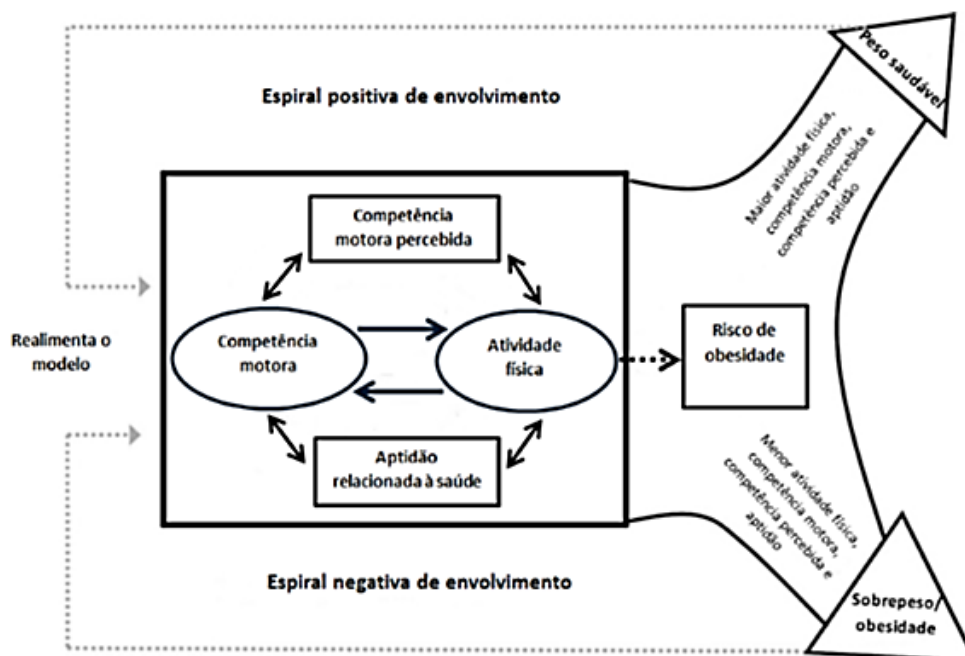 Peso saudável
Espiral positiva de envolvimento
Maior atividade física,
competência motora,
competência percebida e
aptidão
Competência
motora percebida
Realimenta o
modelo
Competência
motora
Atividade
física
Risco de
obesidade
Aptidão
relacionada à saúde
Menor atividade física,
competência motora,
competência percebida e
aptidão
Espiral negativa de envolvimento
Sobrepeso/
obesidade